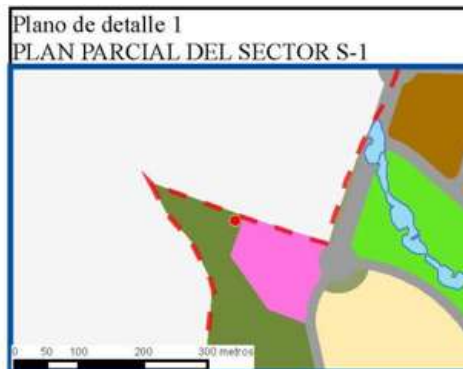 Plano de detalle 1
PLAN PARCIAL DEL SECTOR S-1
0 50 100 200 300 metros